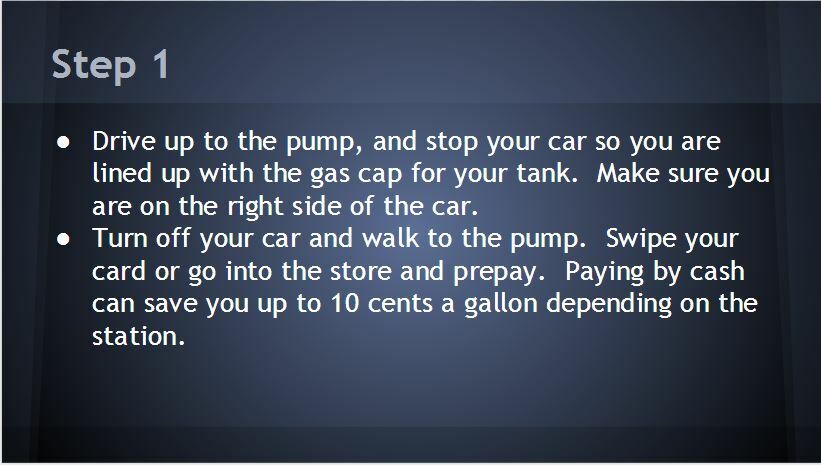 Step 1
● Drive up to the pump, and stop your car so you are
lined up with the gas cap for your tank.  Make sure you
are on the right side of the car.
● Turn off your car and walk to the pump.  Swipe your
card or go into the store and prepay.  Paying by cash
can save you up to 10 cents a gallon depending on the
station.